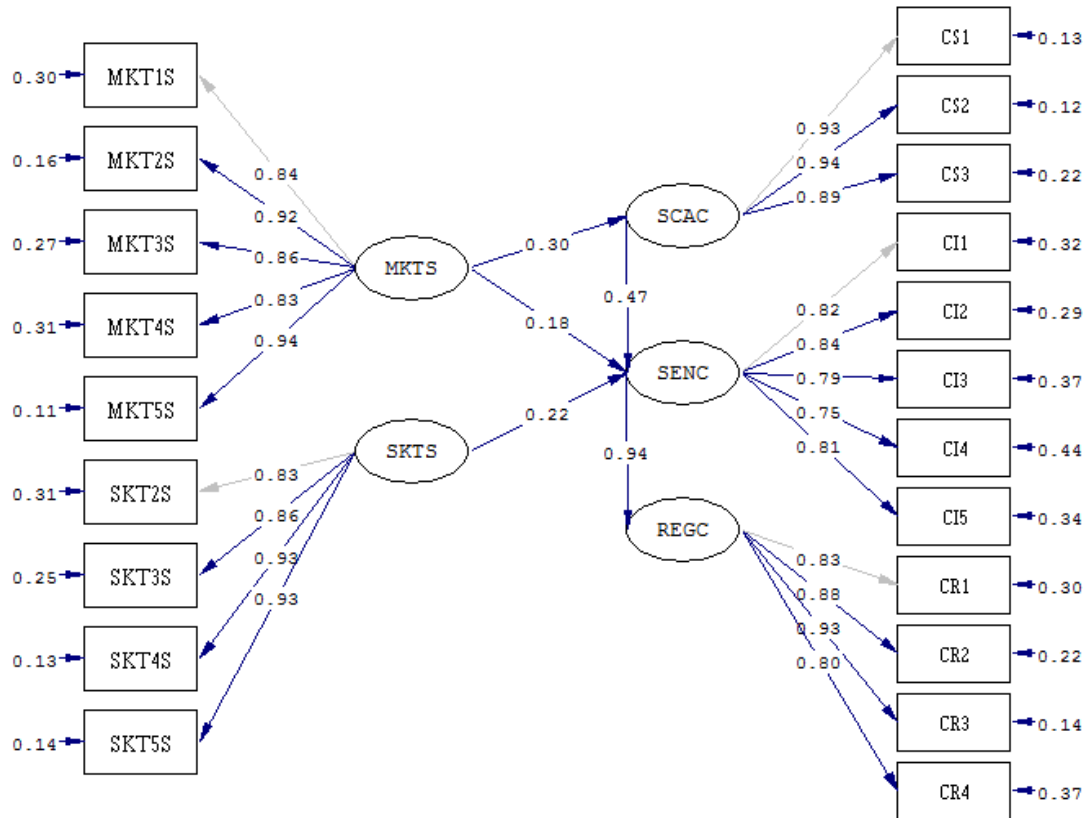 0.30 MKT1S
0.16 MKT2S
0.27 MKT3S
0.31 MKT4S
0.11 MKT5S
0.31 SKT2S
0.25 SKT3S
0.13 SKT4S
0.14 SKT5S
0.84
0.92
0.86
0.83
0.94
MKTS
0.83
0.86
0.93
0.93
SKTS
0.30
0.18
0.22
SCAC
0.47
SENC
0.94
REGC
0.93
0.94
0.89
0.82
0.84
0.79
0.75
0.81
0.83
0.88
0.93
0.80
CS1 0.13
CS2 0.12
CS3 0.22
CI1 0.32
CI2 0.29
CI3 0.37
CI4 0.44
CI5 0.34
CR1 0.30
CR2 0.22
CR3 0.14
CR4 0.37